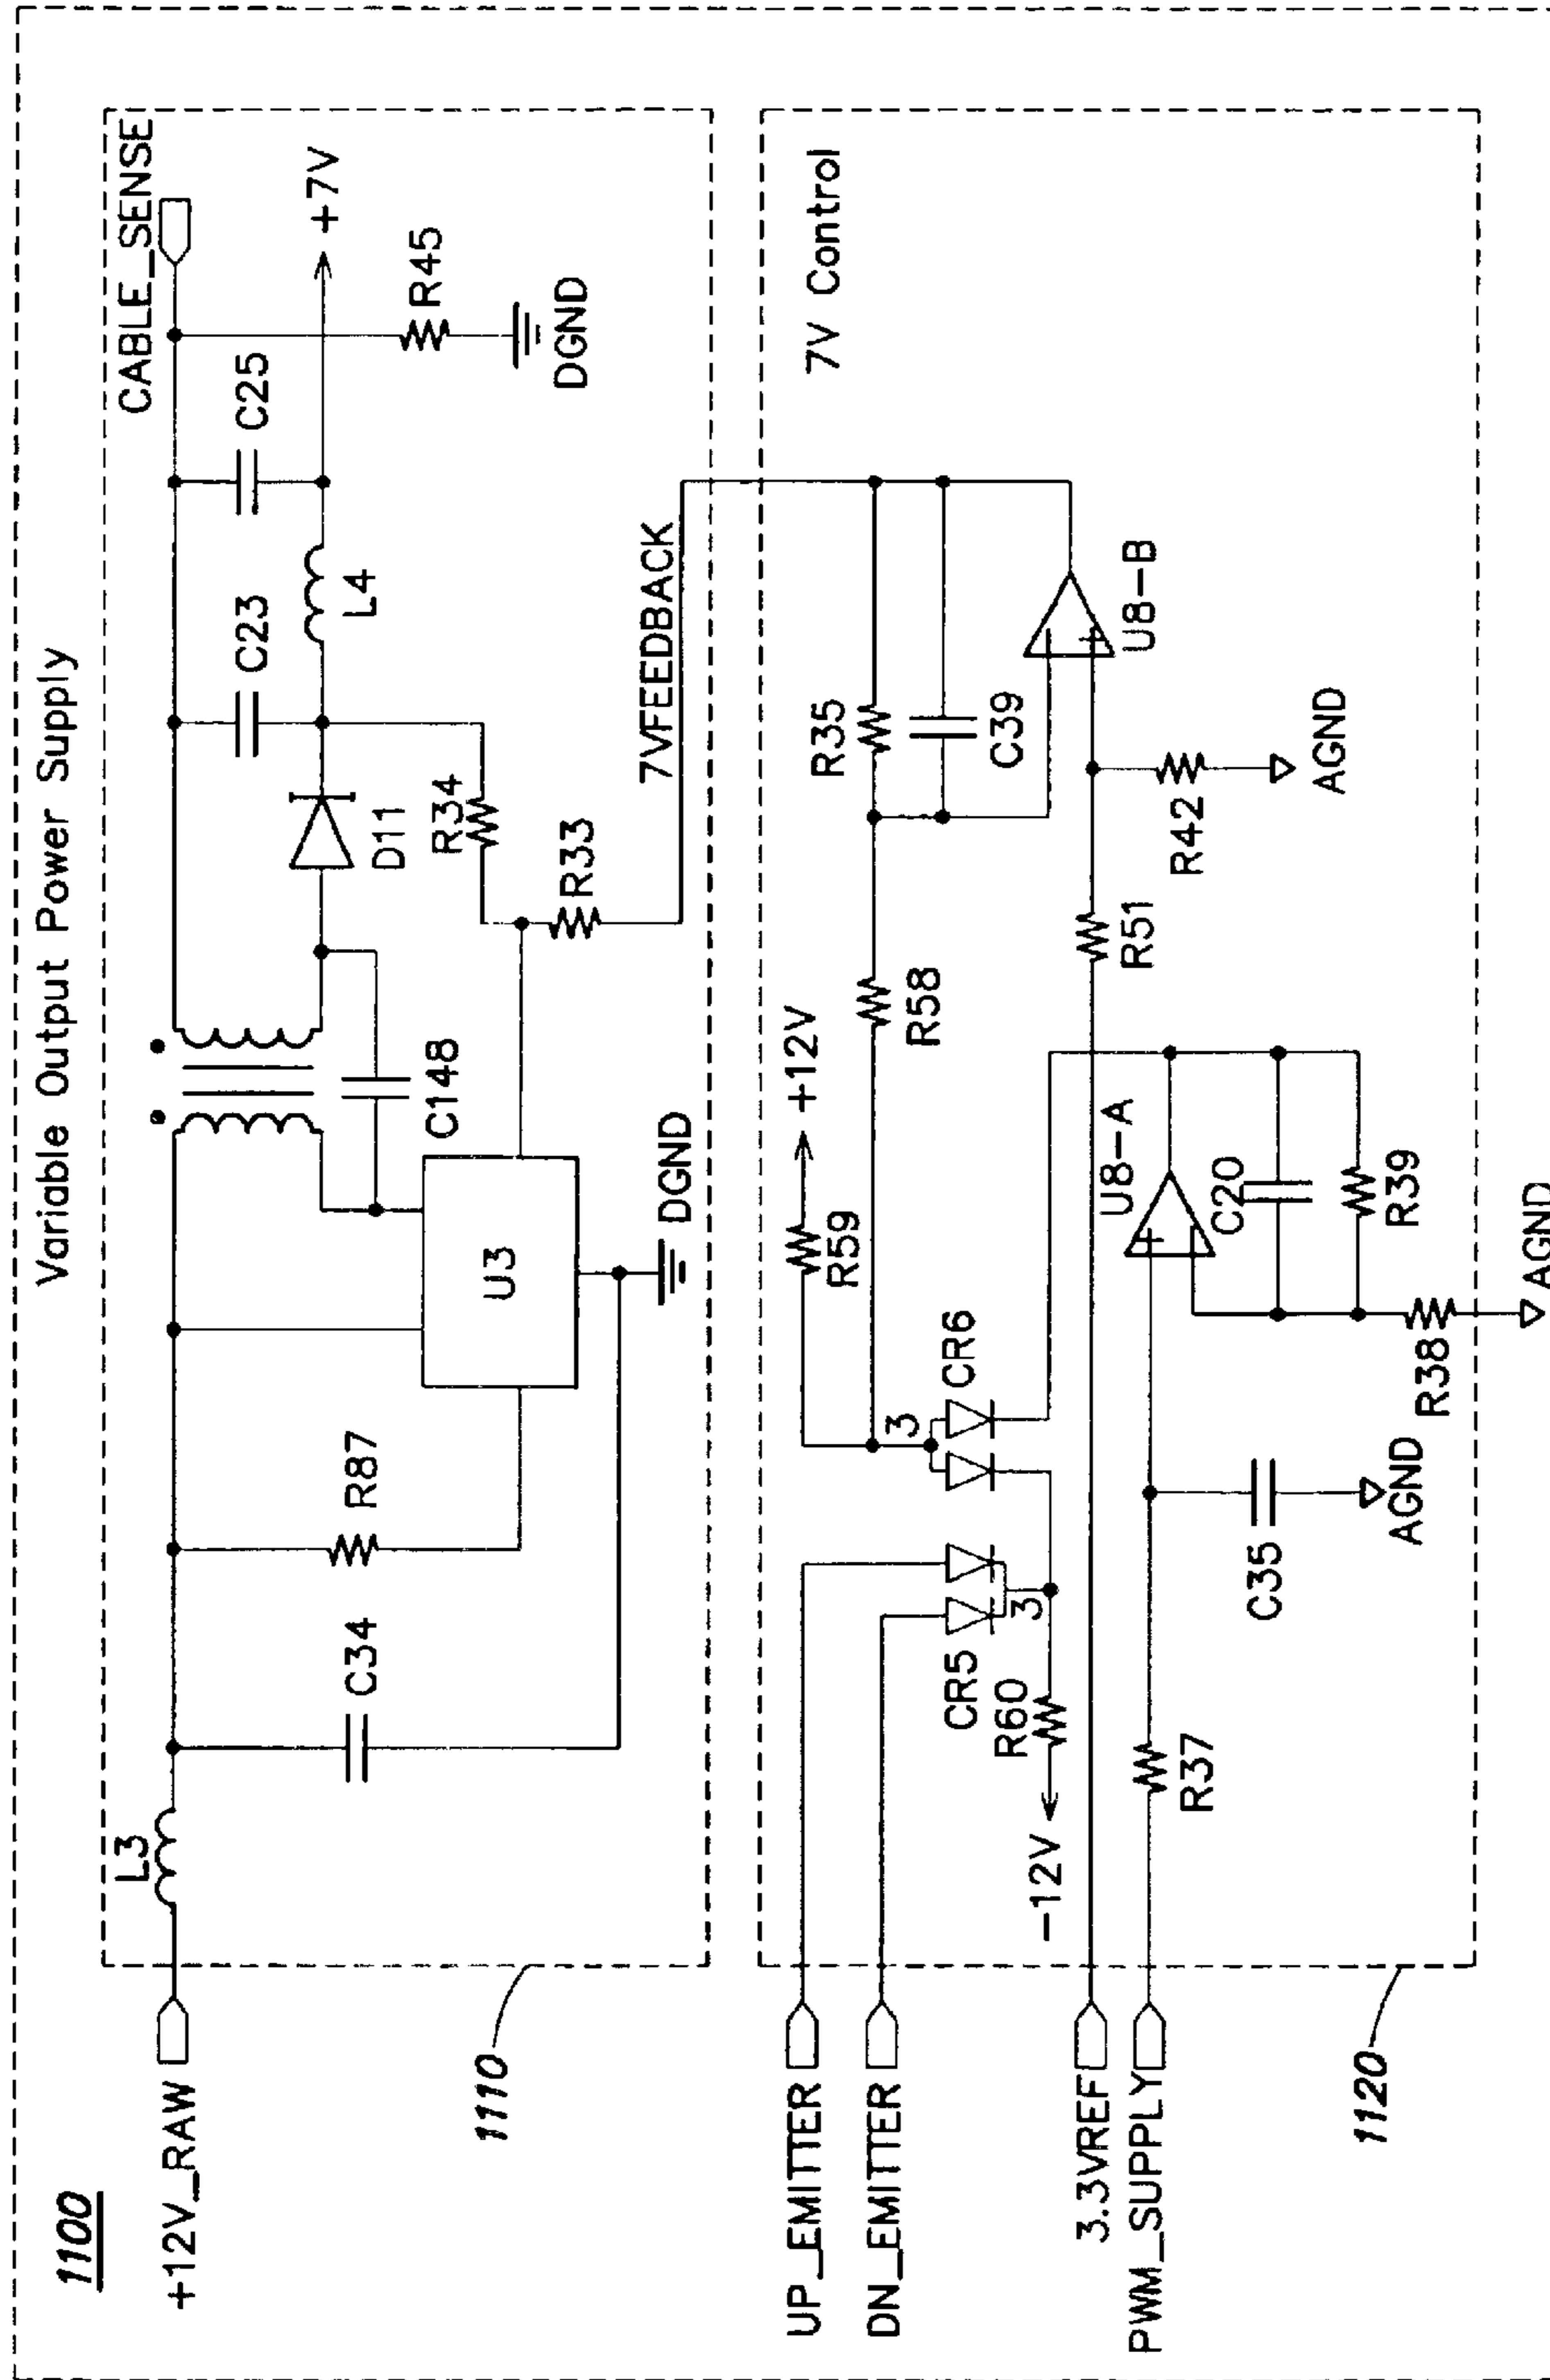 Variable Output Power Supply
1100
+12V_RAW
L3
C34
R87
U3
DGND
C148
D11
C23
L4
C25
CABLE_SENSE
+7V
R45
DGND
R34
R33
7VFEEDBACK
1110
7V Control
UP_EMITTER
DN_EMITTER
3.3VREF
PWM_SUPPLY
-12V
R60
CR5
3
3
CR6
R59
+12V
R58
R35
C39
U8-B
R51
R42
AGND
R37
C35
AGND
U8-A
C20
R39
R38
AGND
1120